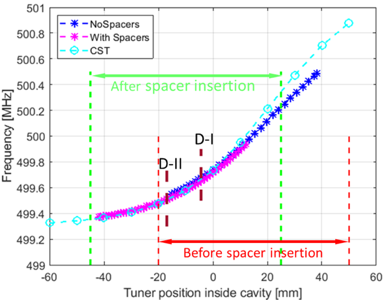 501
500.8
500.6
500.4
500.2
500
499.8
499.6
499.4
499.2
499
Frequency [MHz]
NoSpacers
With Spacers
CST
After spacer insertion
D-I
D-II
Before spacer insertion
-60 -40 -20 0 20 40 60
Tuner position inside cavity [mm]